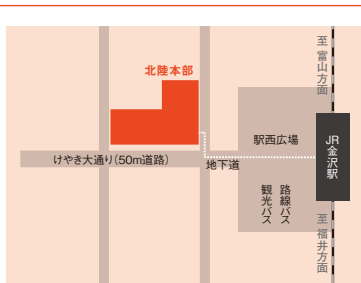 至富山方面
北陸本部
駅西広場
JR金沢駅
けやき大通り(50m道路)
地下道
路線バス
観光バス
至福井方面